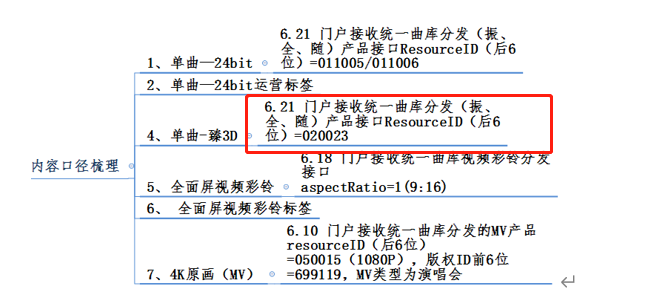 6.21 门户接收统一曲库分发（振、
全、随）产品接口ResourceID（后6
1、单曲—24bit 位）=011005/011006
2、单曲—24bit运营标签
6.21 门户接收统一曲库分发（振、
全、随）产品接口ResourceID（后6
4、单曲-臻3D 位）=020023
内容口径梳理
6.18 门户接收统一曲库视频彩铃分发
接口
5、全面屏视频彩铃 aspectRatio=1(9:16)
6、 全面屏视频彩铃标签
6.10 门户接收统一曲库分发的MV产品
resourceID（后6位）
=050015（1080P），版权ID前6位
7、4K原画（MV） =699119，MV类型为演唱会